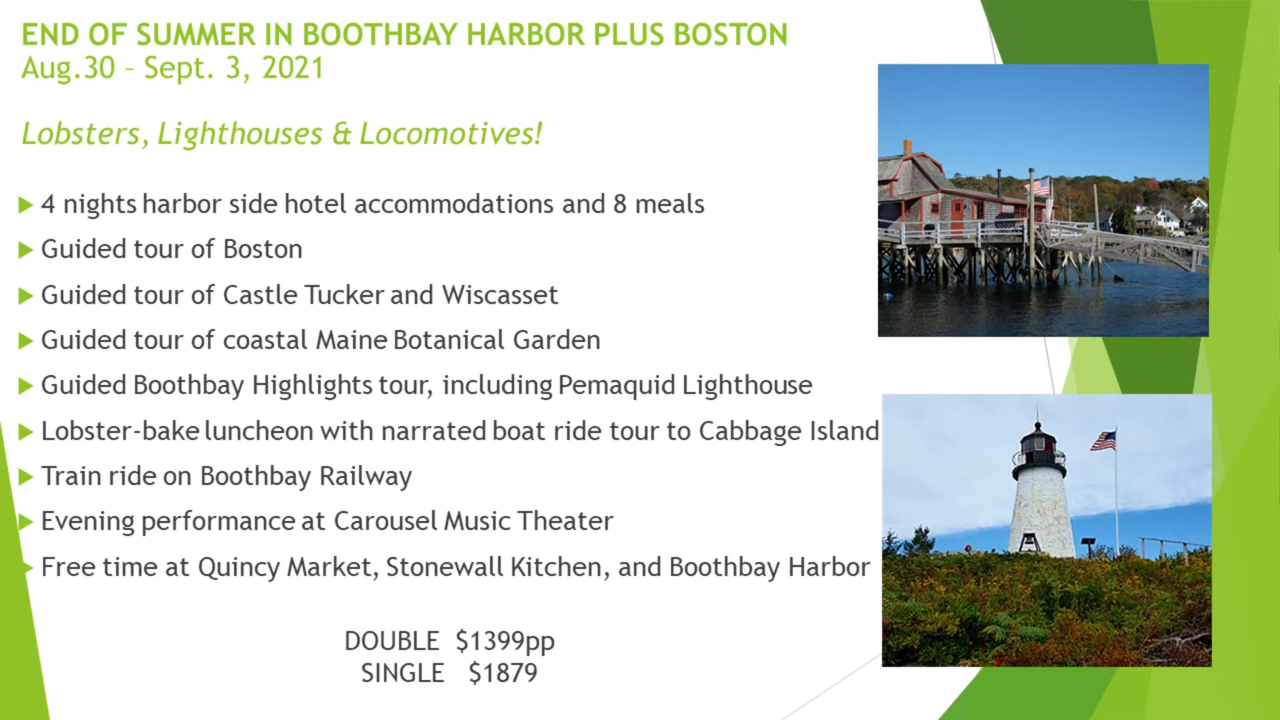 END OF SUMMER IN BOOTHBAY HARBOR PLUS BOSTON
Aug.30 – Sept. 3, 2021
Lobsters, Lighthouses & Locomotives!
4 nights harbor side hotel accommodations and 8 meals
Guided tour of Boston
Guided tour of Castle Tucker and Wiscasset
Guided tour of coastal Maine Botanical Garden
Guided Boothbay Highlights tour, including Pemaquid Lighthouse
Lobster-bake luncheon with narrated boat ride tour to Cabbage Island
Train ride on Boothbay Railway
Evening performance at Carousel Music Theater
Free time at Quincy Market, Stonewall Kitchen, and Boothbay Harbor
DOUBLE $1399pp
SINGLE $1879